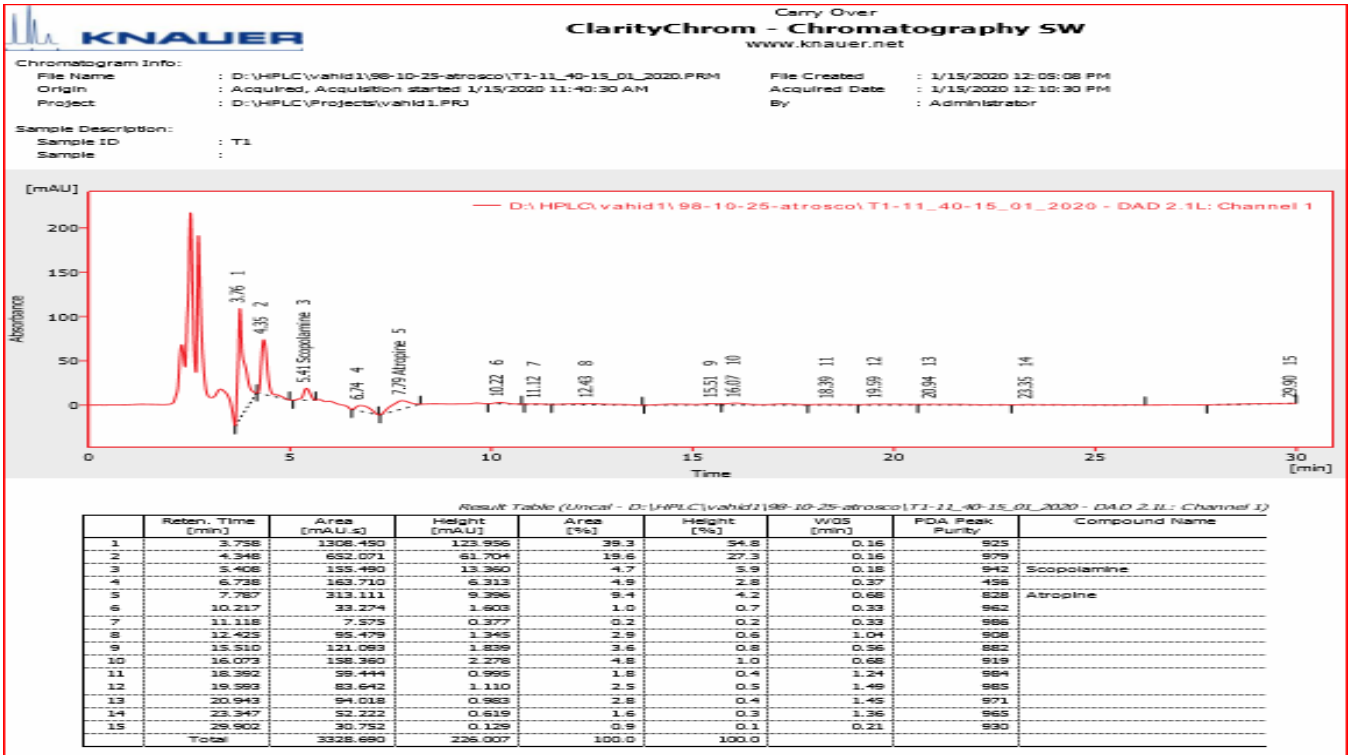 Carry Over
KNAUER
ClarityChrom - Chromatography SW
www.knauer.net
Chromatogram Info:
File Name : D:\HPLC\vahid1\98-10-25-atrosco\T1-11_40-15_01_2020.PRM File Created : 1/15/2020 12:05:08 PM
Origin : Acquired, Acquisition started 1/15/2020 11:40:30 AM Acquired Date : 1/15/2020 12:10:30 PM
Project : D:\HPLC\Projects\vahid1.PRJ By : Administrator
Sample Description:
Sample ID : T1
Sample :
[mAU]
D:\HPLC\vahid1\98-10-25-atrosco\T1-11_40-15_01_2020 - DAD 2.1L: Channel 1
200
150
100
50
0
Absorbance
3.76 1
4.35 2
5.41 Scopolamine 3
6.74 4
7.79 Atropine 5
10.22 6
11.12 7
12.43 8
15.51 9
16.07 10
18.39 11
19.59 12
20.94 13
23.35 14
29.90 15
0 5 10 15 20 25 30
Time [min]
Result Table (Uncal - D:\HPLC\vahid1\98-10-25-atrosco\T1-11_40-15_01_2020 - DAD 2.1L: Channel 1)
Reten. Time [min] Area [mAU.s] Height [mAU] Area [%] Height [%] W05 [min] PDA Peak Purity Compound Name
1 3.758 1308.450 123.956 39.3 54.8 0.16 925
2 4.348 652.071 61.704 19.6 27.3 0.16 979
3 5.408 155.490 13.360 4.7 5.9 0.18 942 Scopolamine
4 6.738 163.710 6.313 4.9 2.8 0.37 456
5 7.787 313.111 9.396 9.4 4.2 0.68 828 Atropine
6 10.217 33.274 1.603 1.0 0.7 0.33 962
7 11.118 7.575 0.377 0.2 0.2 0.33 986
8 12.425 95.479 1.345 2.9 0.6 1.04 908
9 15.510 121.093 1.839 3.6 0.8 0.56 882
10 16.073 158.360 2.278 4.8 1.0 0.68 919
11 18.392 59.444 0.995 1.8 0.4 1.24 984
12 19.593 83.642 1.110 2.5 0.5 1.49 985
13 20.943 94.018 0.983 2.8 0.4 1.45 971
14 23.347 52.222 0.619 1.6 0.3 1.36 965
15 29.902 30.752 0.129 0.9 0.1 0.21 930
Total 3328.690 226.007 100.0 100.0